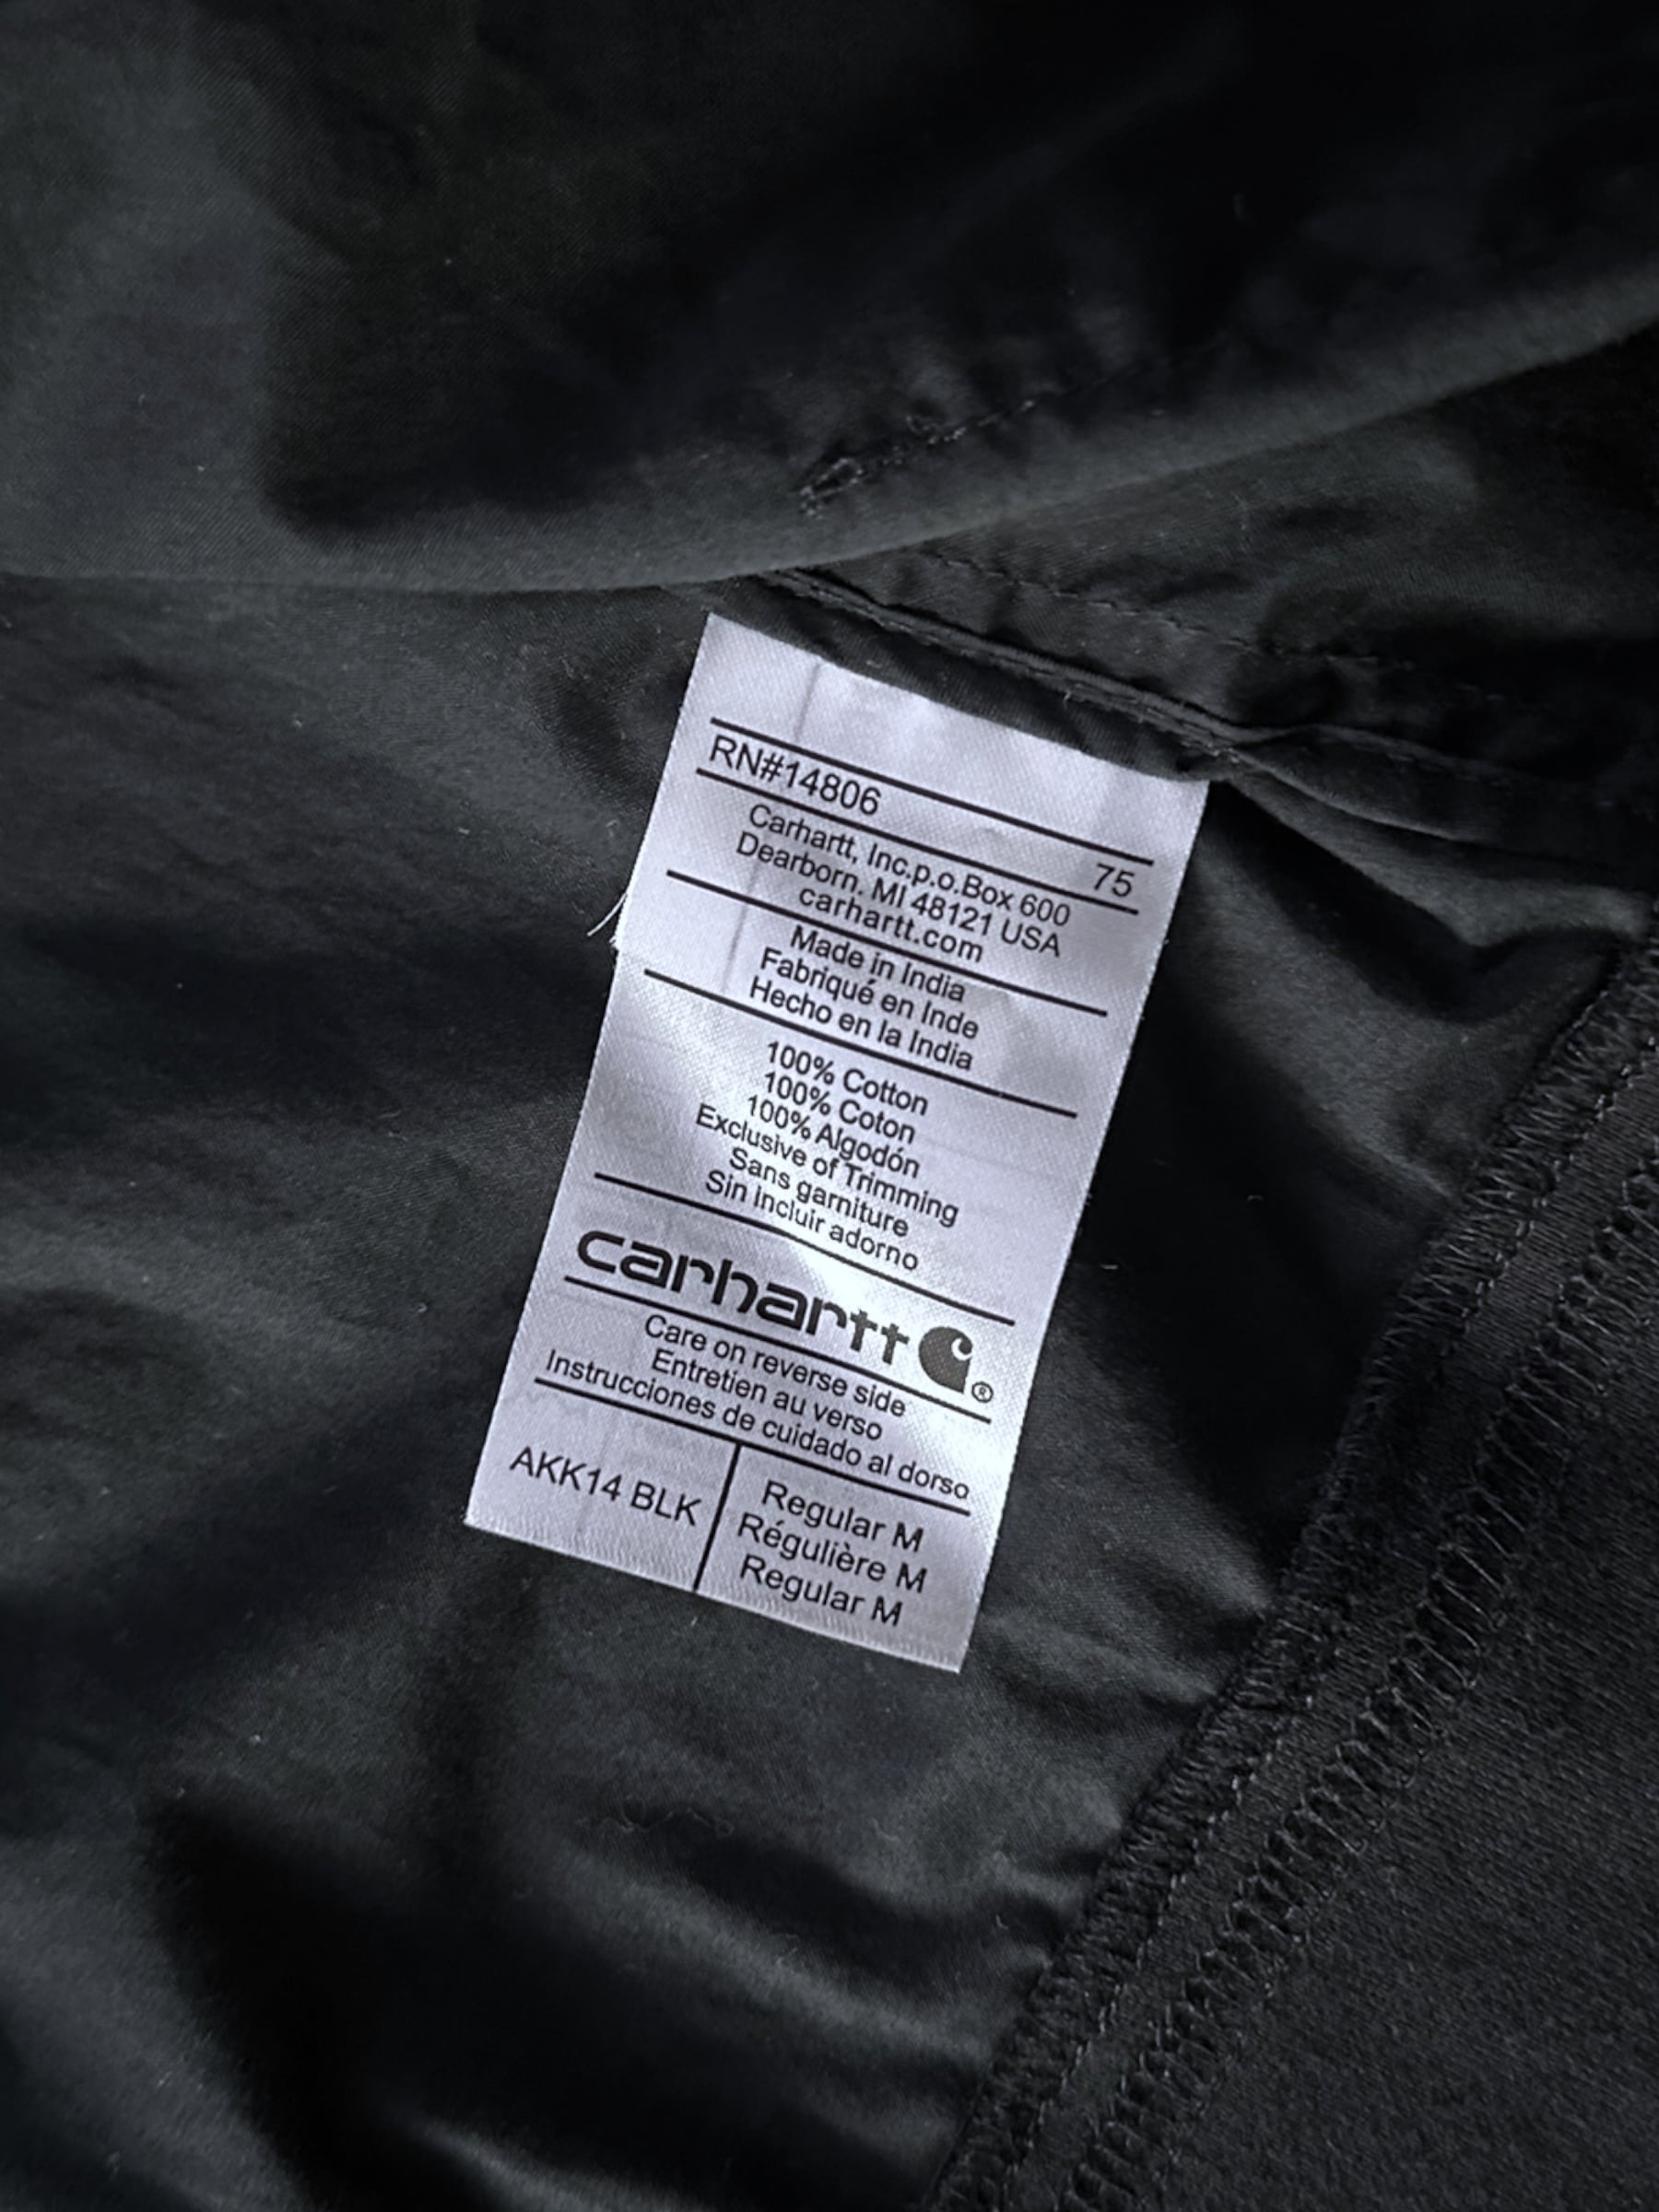 RN#14806 75
Carhartt, Inc.p.o.Box 600
Dearborn. MI 48121 USA
carhartt.com
Made in India
Fabriqué en Inde
Hecho en la India
100% Cotton
100% Coton
100% Algodón
Exclusive of Trimming
Sans garniture
Sin incluir adorno
carhartt ®
Care on reverse side
Entretien au verso
Instrucciones de cuidado al dorso
AKK14 BLK
Regular M
Régulière M
Regular M